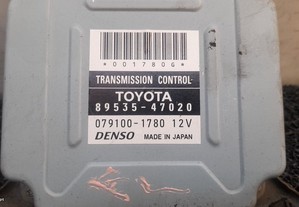 *0017806*
TRANSMISSION CONTROL
TOYOTA
89535-47020
079100-1780 12V
DENSO MADE IN JAPAN